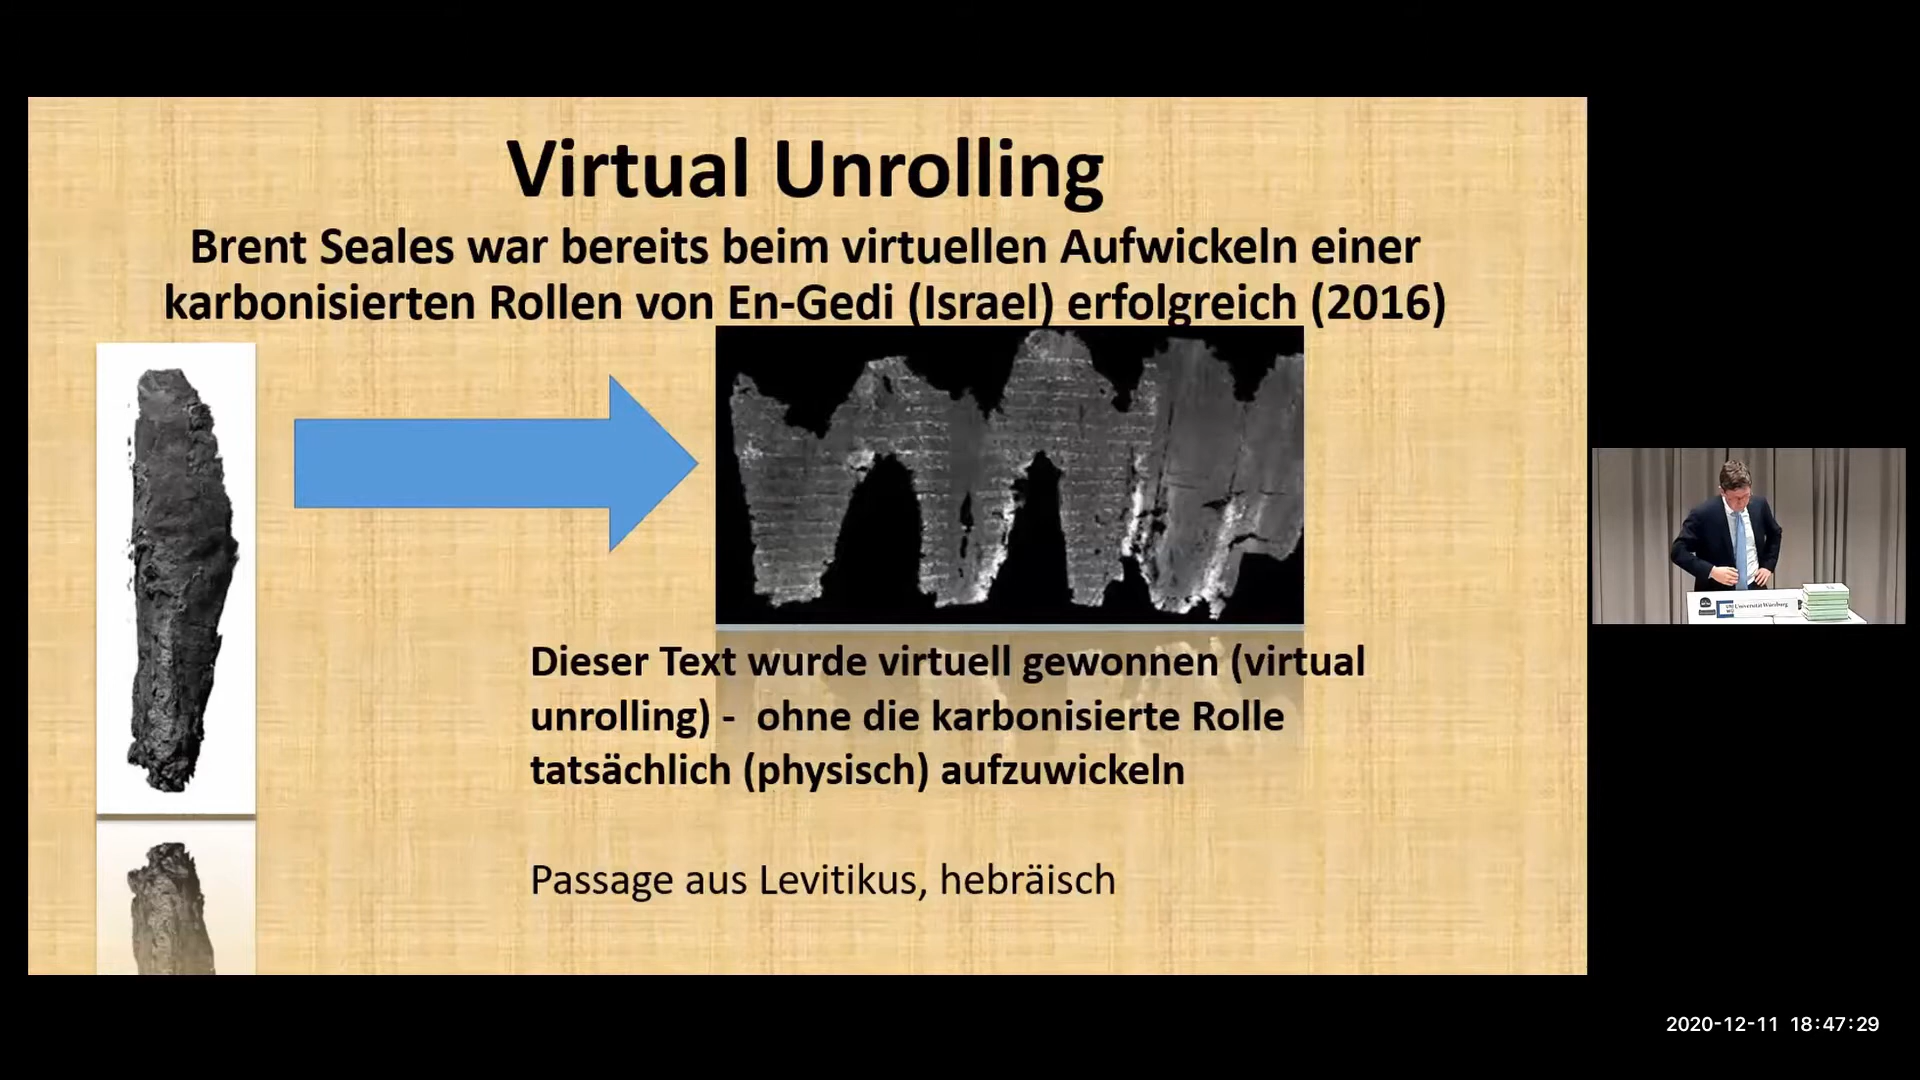 Virtual Unrolling
Brent Seales war bereits beim virtuellen Aufwickeln einer
karbonisierten Rollen von En-Gedi (Israel) erfolgreich (2016)
Dieser Text wurde virtuell gewonnen (virtual
unrolling) -  ohne die karbonisierte Rolle
tatsächlich (physisch) aufzuwickeln
Passage aus Levitikus, hebräisch
Universität Würzburg
2020-12-11 18:47:29